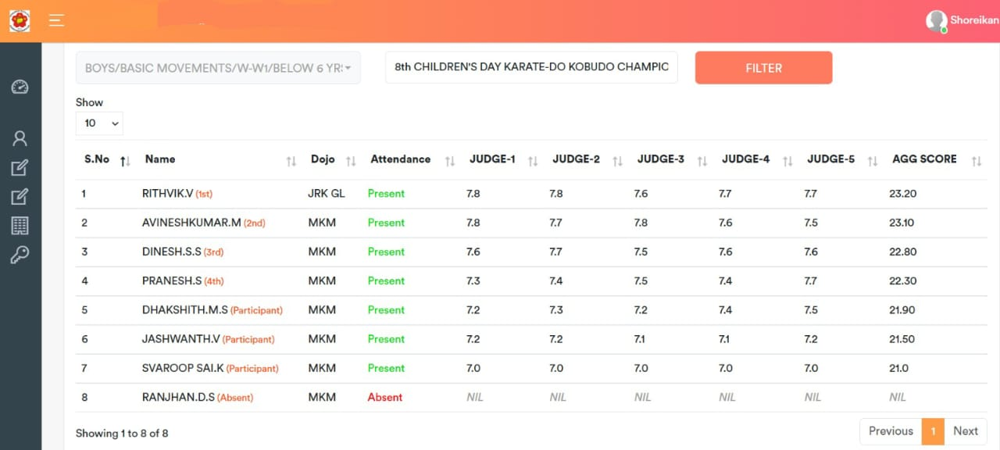 Shoreikan
BOYS/BASIC MOVEMENTS/W-W1/BELOW 6 YR
8th CHILDREN'S DAY KARATE-DO KOBUDO CHAMPIC
FILTER
Show
10
S.No Name Dojo Attendance JUDGE-1 JUDGE-2 JUDGE-3 JUDGE-4 JUDGE-5 AGG SCORE
1 RITHVIK.V (1st) JRK GL Present 7.8 7.8 7.6 7.7 7.7 23.20
2 AVINESHKUMAR.M (2nd) MKM Present 7.8 7.7 7.8 7.6 7.5 23.10
3 DINESH.S.S (3rd) MKM Present 7.6 7.7 7.5 7.6 7.6 22.80
4 PRANESH.S (4th) MKM Present 7.3 7.4 7.5 7.4 7.7 22.30
5 DHAKSHITH.M.S (Participant) MKM Present 7.2 7.3 7.2 7.4 7.5 21.90
6 JASHWANTH.V (Participant) MKM Present 7.2 7.2 7.1 7.1 7.2 21.50
7 SVAROOP SAI.K (Participant) MKM Present 7.0 7.0 7.0 7.0 7.0 21.0
8 RANJHAN.D.S (Absent) MKM Absent NIL NIL NIL NIL NIL NIL
Showing 1 to 8 of 8
Previous 1 Next